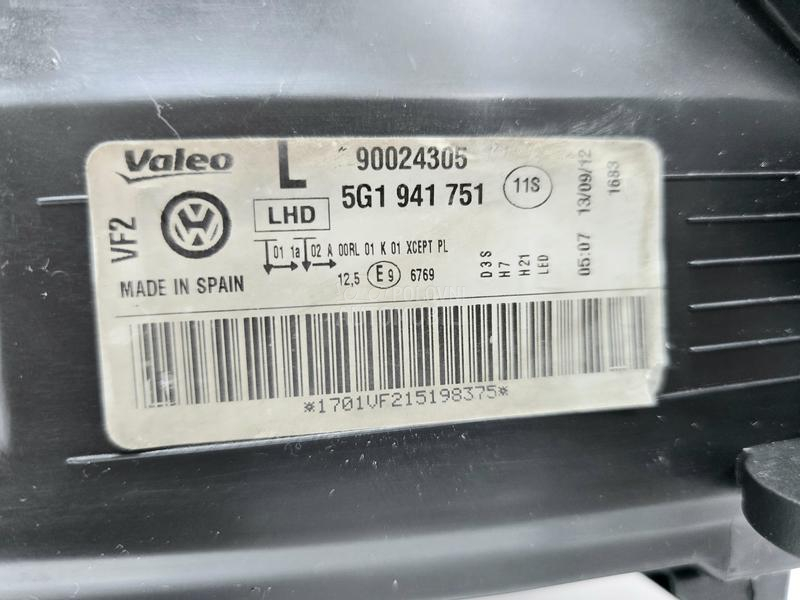 Valeo
L
90024305
5G1 941 751
11S
LHD
VF2
01 1a 02 A 00RL 01 K 01 XCEPT PL
12,5 E9 6769
MADE IN SPAIN
D3S
H7
H21
LED
05:07 13/09/12
1683
*1701VF215198375*
POLOVNI